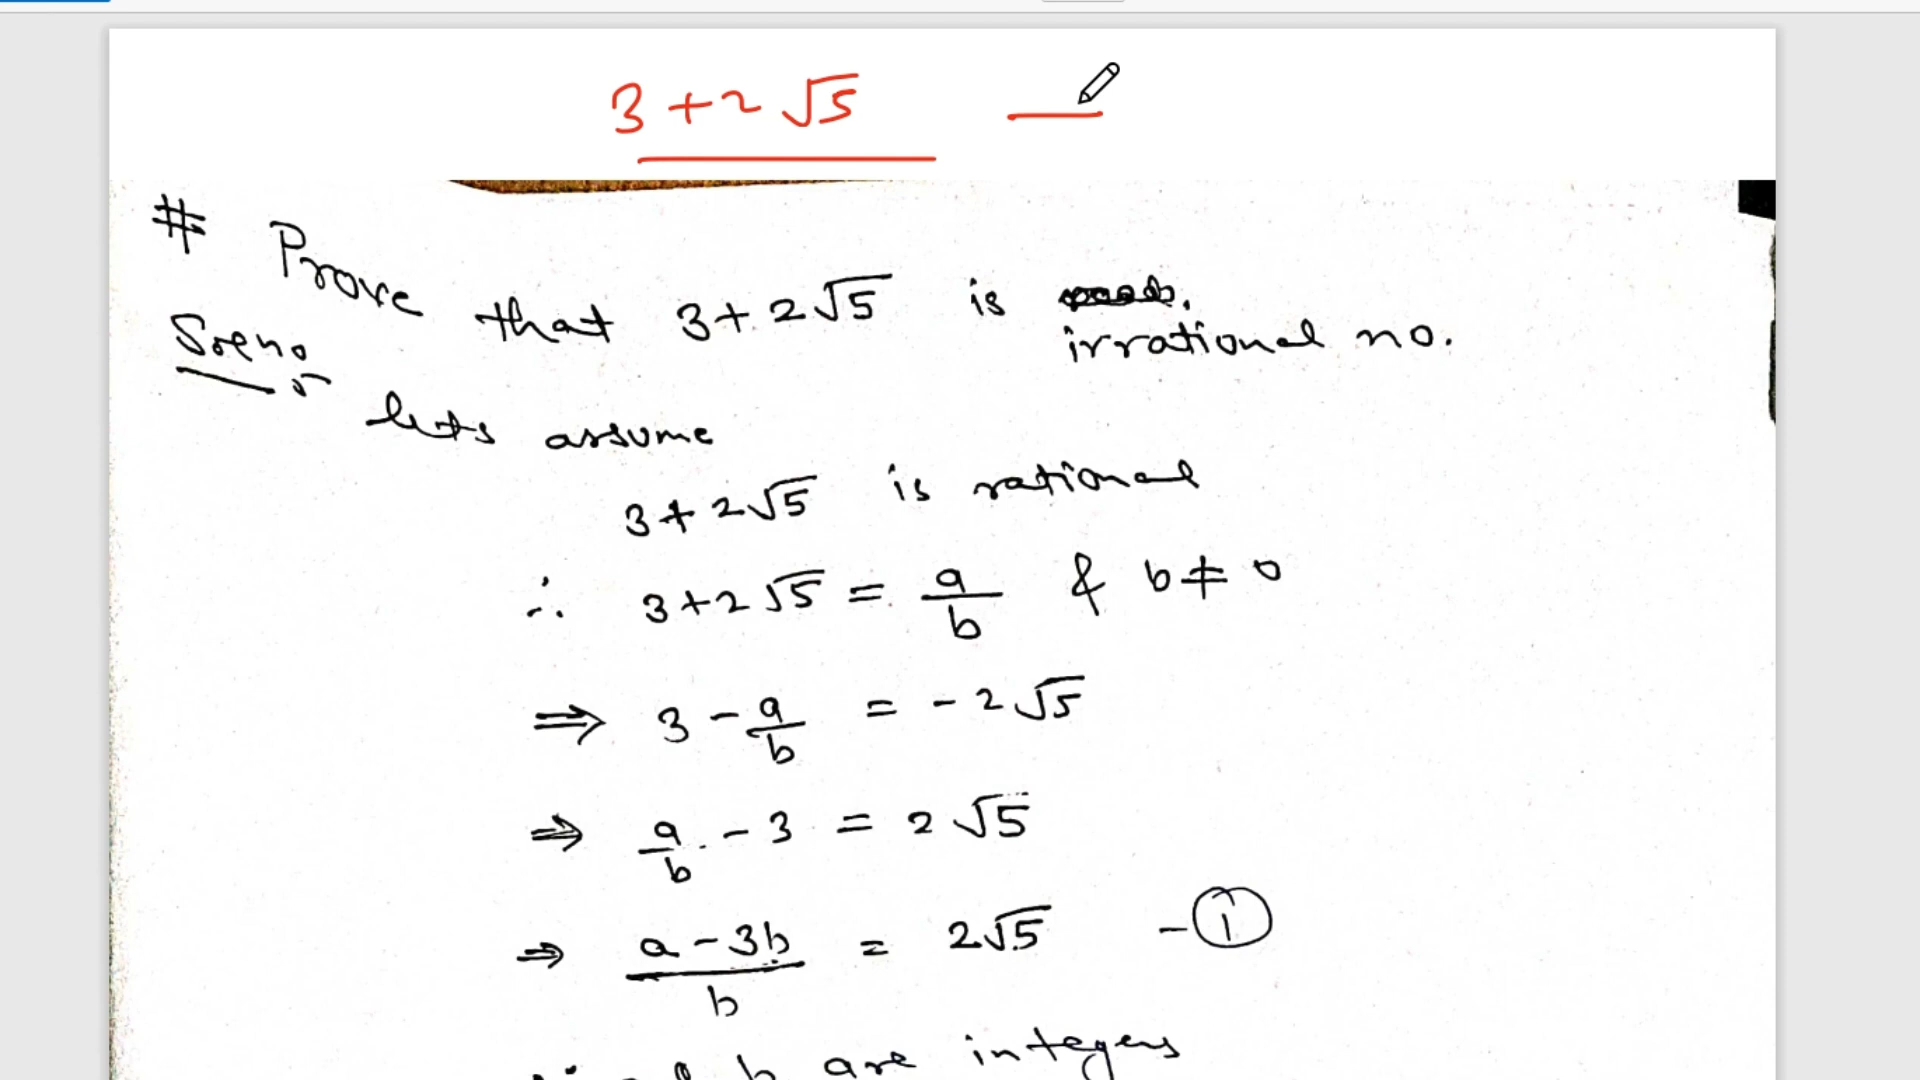 3 + 2 √5
# Prove that 3 + 2√5 is irrational no.
lets assume
3 + 2√5 is rational
∴ 3 + 2√5 = a/b & b ≠ 0
⇒ 3 - a/b = - 2√5
⇒ a/b - 3 = 2√5
⇒ a - 3b / b = 2√5 - ①
b are integers